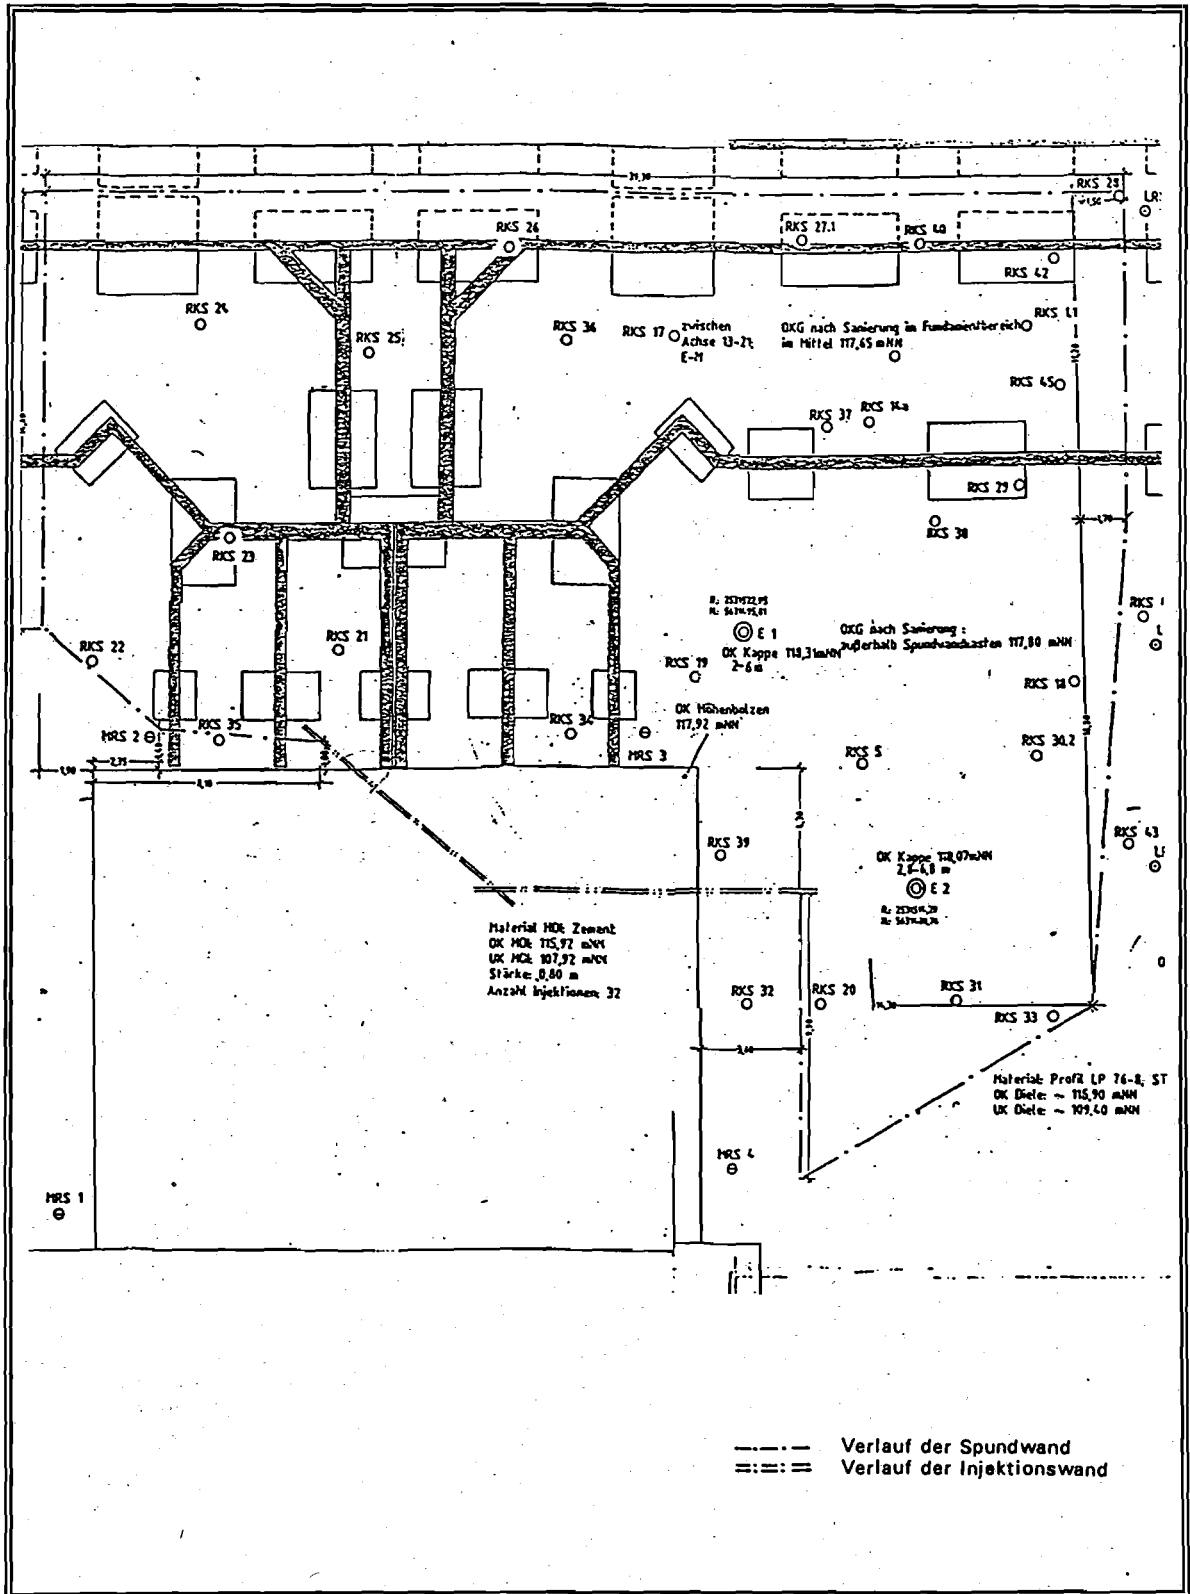 RKS 28
RKS 26
RKS 27.1
RKS 40
RKS 42
RKS 24
RKS 25
RKS 36
RKS 17
zwischen
Achse 13-21;
E-M
OKG nach Sanierung im Fundamentbereich
im Mittel 117,65 mNN
RKS 45
RKS 37
RKS 29
RKS 38
RKS 23
E 1
OK Kappe 118,31mNN
2-6 m
OKG nach Sanierung :
außerhalb Spundwandkasten 117,80 mNN
RKS 22
RKS 21
RKS 19
RKS 18
OK Höhenbolzen
117,92 mNN
MRS 2
RKS 35
RKS 34
MRS 3
RKS 5
RKS 30.2
RKS 39
RKS 43
OK Kappe 118,07mNN
E 2
Material HOZ Zement
OK HOZ 115,92 mNN
UK HOZ 107,92 mNN
Stärke: 0,80 m
Anzahl Injektionen: 32
RKS 32
RKS 20
RKS 31
RKS 33
Material: Profil LP 76-8, ST
OK Diele: ~ 115,90 mNN
UK Diele: ~ 109,40 mNN
MRS 4
MRS 1
Verlauf der Spundwand
Verlauf der Injektionswand